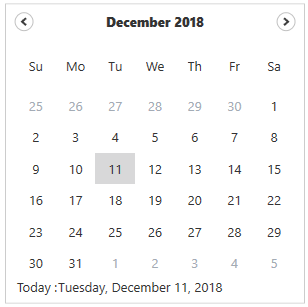 December 2018
Su Mo Tu We Th Fr Sa
25 26 27 28 29 30 1
2 3 4 5 6 7 8
9 10 11 12 13 14 15
16 17 18 19 20 21 22
23 24 25 26 27 28 29
30 31 1 2 3 4 5
Today :Tuesday, December 11, 2018